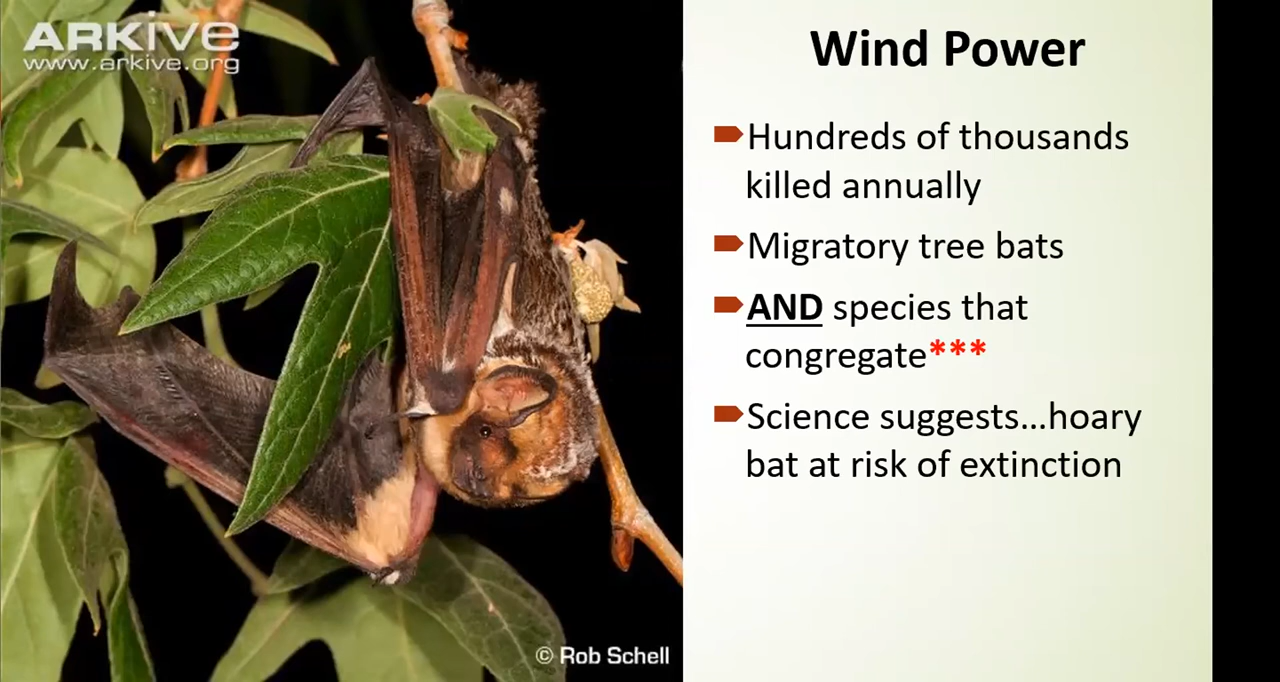 ARKive
www.arkive.org
© Rob Schell
Wind Power
Hundreds of thousands
killed annually
Migratory tree bats
AND species that
congregate***
Science suggests...hoary
bat at risk of extinction